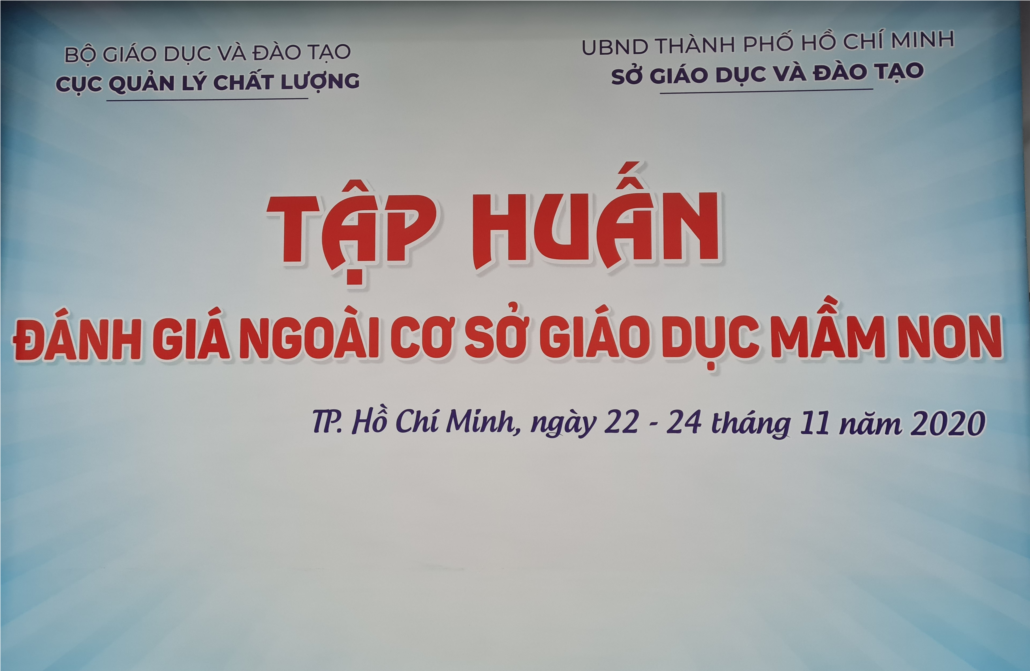 BỘ GIÁO DỤC VÀ ĐÀO TẠO
CỤC QUẢN LÝ CHẤT LƯỢNG
UBND THÀNH PHỐ HỒ CHÍ MINH
SỞ GIÁO DỤC VÀ ĐÀO TẠO
TẬP HUẤN
ĐÁNH GIÁ NGOÀI CƠ SỞ GIÁO DỤC MẦM NON
TP. Hồ Chí Minh, ngày 22 - 24 tháng 11 năm 2020